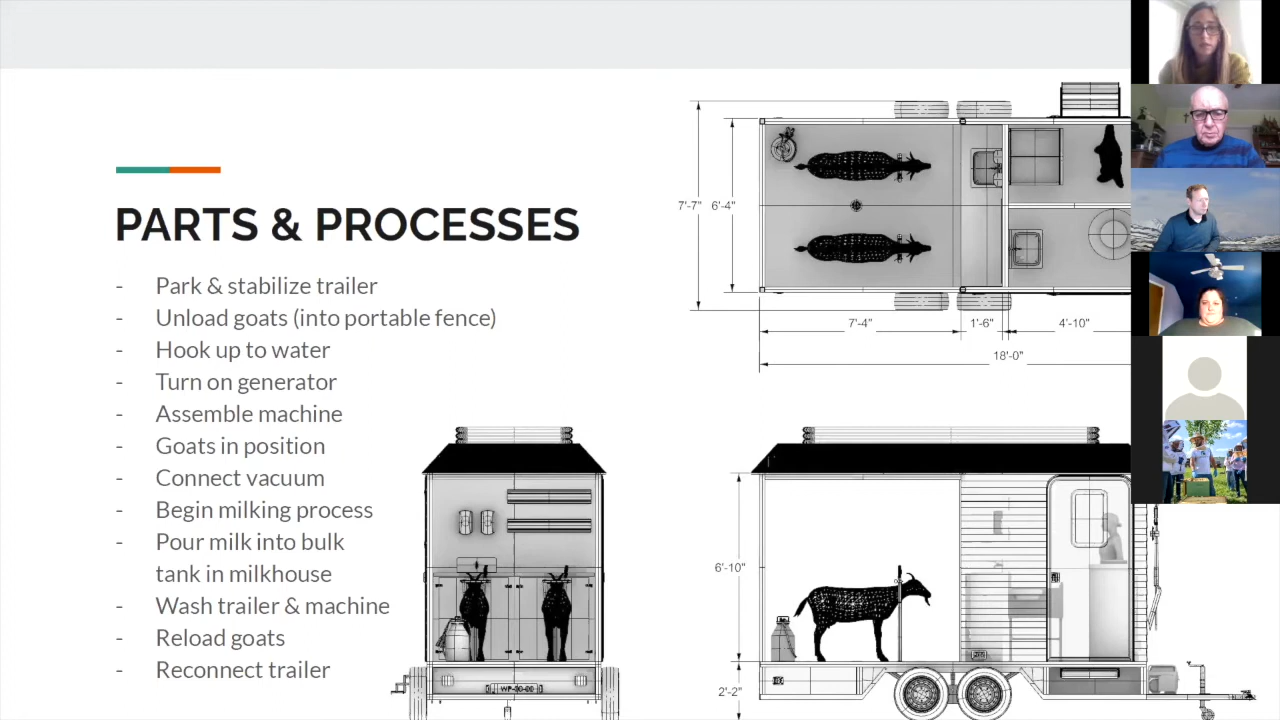 PARTS & PROCESSES
- Park & stabilize trailer
- Unload goats (into portable fence)
- Hook up to water
- Turn on generator
- Assemble machine
- Goats in position
- Connect vacuum
- Begin milking process
- Pour milk into bulk
tank in milkhouse
- Wash trailer & machine
- Reload goats
- Reconnect trailer
7'-7"
6'-4"
7'-4"
1'-6"
4'-10"
18'-0"
6'-10"
2'-2"
WP-00-00